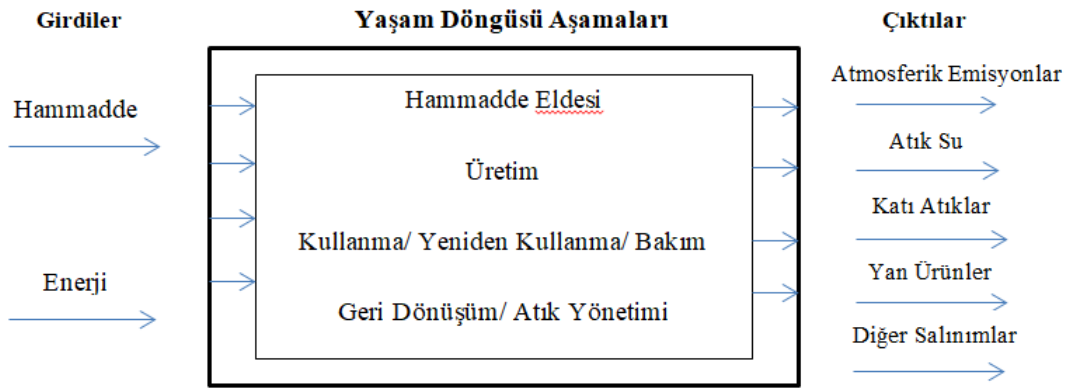 Girdiler
Yaşam Döngüsü Aşamaları
Çıktılar
Hammadde
Enerji
Hammadde Eldesi
Üretim
Kullanma/ Yeniden Kullanma/ Bakım
Geri Dönüşüm/ Atık Yönetimi
Atmosferik Emisyonlar
Atık Su
Katı Atıklar
Yan Ürünler
Diğer Salınımlar